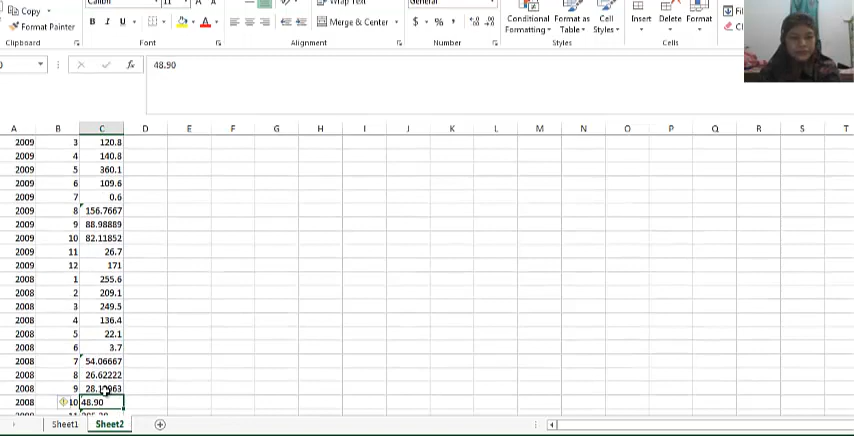 Copy
Calibri
11
A A
Wrap Text
General
Format Painter
B I U
Merge & Center
$ % ,
Conditional Formatting
Format as Table
Cell Styles
Insert
Delete
Format
Clipboard
Font
Alignment
Number
Styles
Cells
fx
48.90
A B C D E F G H I J K L M N O P Q R S T
2009 3 120.8
2009 4 140.8
2009 5 360.1
2009 6 109.6
2009 7 0.6
2009 8 156.7667
2009 9 88.98889
2009 10 82.11852
2009 11 26.7
2009 12 171
2008 1 255.6
2008 2 209.1
2008 3 249.5
2008 4 136.4
2008 5 22.1
2008 6 3.7
2008 7 54.06667
2008 8 26.62222
2008 9
2008 10 48.90
Sheet1
Sheet2